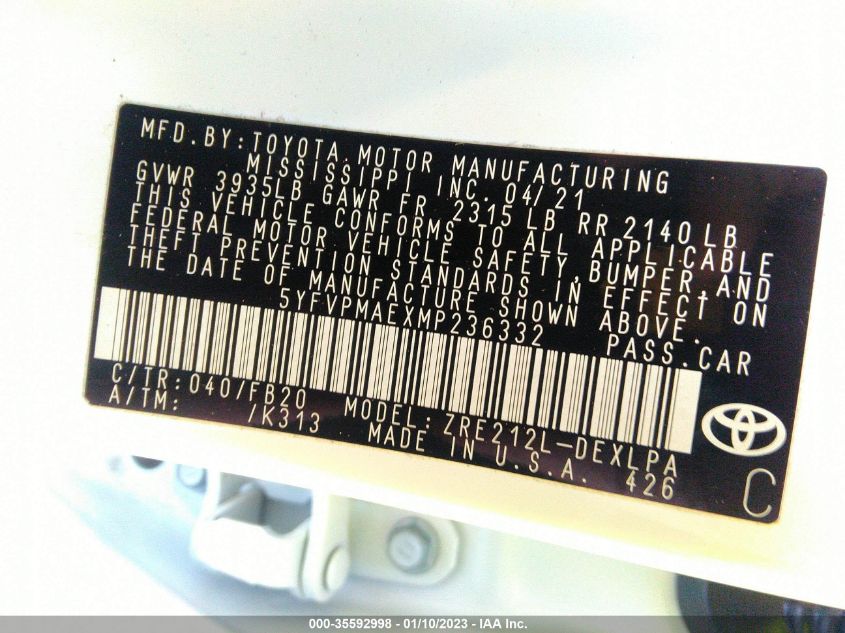 MFD.BY:TOYOTA MOTOR MANUFACTURING
MISSISSIPPI INC. 04/21
GVWR 3935LB GAWR FR 2315 LB RR 2140 LB
THIS VEHICLE CONFORMS TO ALL APPLICABLE
FEDERAL MOTOR VEHICLE SAFETY,BUMPER,AND
THEFT PREVENTION STANDARDS IN EFFECT ON
THE DATE OF MANUFACTURE SHOWN ABOVE.
5YFVPMAEXMP236332 PASS.CAR
C/TR:040/FB20 MODEL:ZRE212L-DEXLPA
A/TM: /K313 MADE IN U.S.A. 426
C
000-35592998 - 01/10/2023 - IAA Inc.